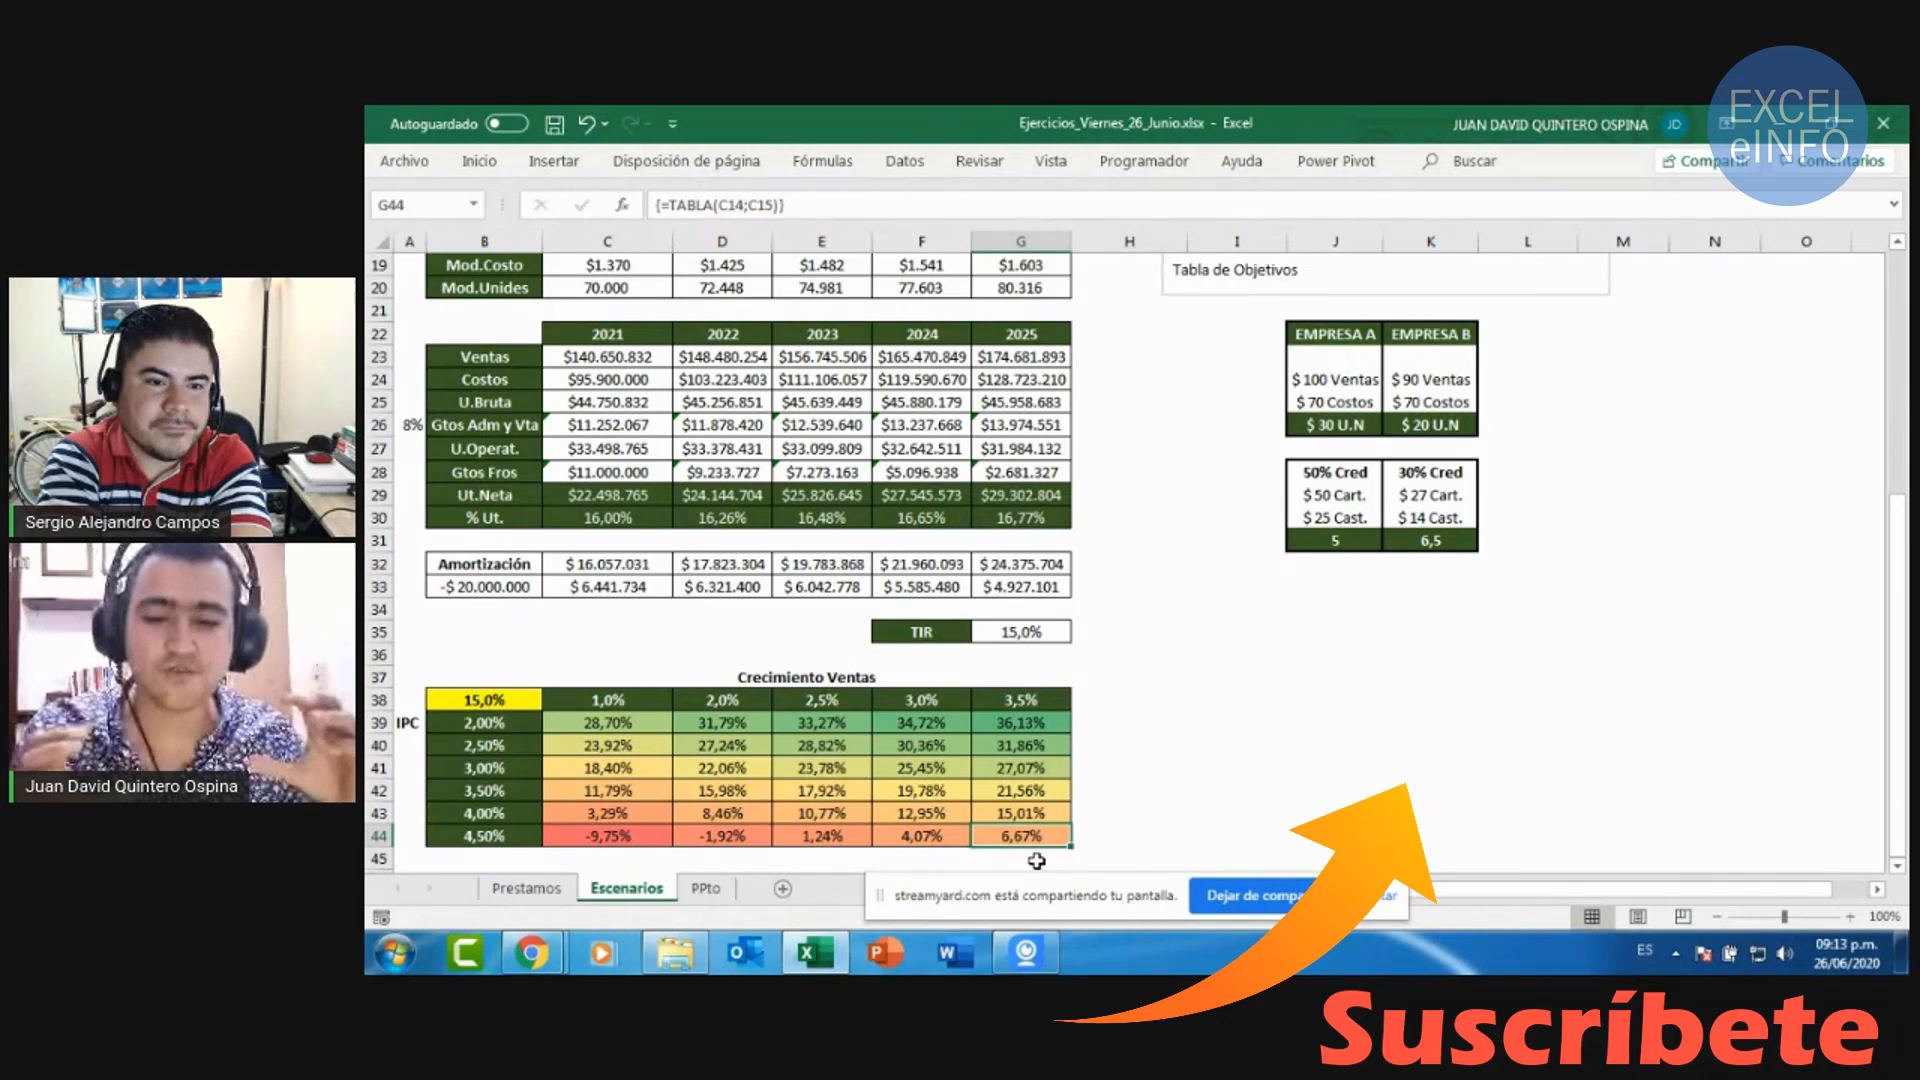 Autoguardado
Ejercicios_Viernes_26_Junio.xlsx - Excel
JUAN DAVID QUINTERO OSPINA JD
EXCEL
eINFO
Archivo Inicio Insertar Disposición de página Fórmulas Datos Revisar Vista Programador Ayuda Power Pivot Buscar
Comentarios
G44 fx {=TABLA(C14;C15)}
A B C D E F G H I J K L M N O
19 Mod.Costo $1.370 $1.425 $1.482 $1.541 $1.603
Tabla de Objetivos
20 Mod.Unides 70.000 72.448 74.981 77.603 80.316
21
22 2021 2022 2023 2024 2025 EMPRESA A EMPRESA B
23 Ventas $140.650.832 $148.480.254 $156.745.506 $165.470.849 $174.681.893
24 Costos $95.900.000 $103.223.403 $111.106.057 $119.590.670 $128.723.210 $ 100 Ventas $ 90 Ventas
25 U.Bruta $44.750.832 $45.256.851 $45.639.449 $45.880.179 $45.958.683 $ 70 Costos $ 70 Costos
26 8% Gtos Adm y Vta $11.252.067 $11.878.420 $12.539.640 $13.237.668 $13.974.551 $ 30 U.N $ 20 U.N
27 U.Operat. $33.498.765 $33.378.431 $33.099.809 $32.642.511 $31.984.132
28 Gtos Fros $11.000.000 $9.233.727 $7.273.163 $5.096.938 $2.681.327 50% Cred 30% Cred
29 Ut.Neta $22.498.765 $24.144.704 $25.826.645 $27.545.573 $29.302.804 $ 50 Cart. $ 27 Cart.
30 % Ut. 16,00% 16,26% 16,48% 16,65% 16,77% $ 25 Cast. $ 14 Cast.
31 5 6,5
32 Amortización $ 16.057.031 $ 17.823.304 $ 19.783.868 $ 21.960.093 $ 24.375.704
33 -$ 20.000.000 $ 6.441.734 $ 6.321.400 $ 6.042.778 $ 5.585.480 $ 4.927.101
34
35 TIR 15,0%
36
37 Crecimiento Ventas
38 15,0% 1,0% 2,0% 2,5% 3,0% 3,5%
39 IPC 2,00% 28,70% 31,79% 33,27% 34,72% 36,13%
40 2,50% 23,92% 27,24% 28,82% 30,36% 31,86%
41 3,00% 18,40% 22,06% 23,78% 25,45% 27,07%
42 3,50% 11,79% 15,98% 17,92% 19,78% 21,56%
43 4,00% 3,29% 8,46% 10,77% 12,95% 15,01%
44 4,50% -9,75% -1,92% 1,24% 4,07% 6,67%
45
Prestamos Escenarios PPto
streamyard.com está compartiendo tu pantalla.
Dejar de
100%
ES
09:13 p.m.
26/06/2020
Sergio Alejandro Campos
Juan David Quintero Ospina
Suscríbete